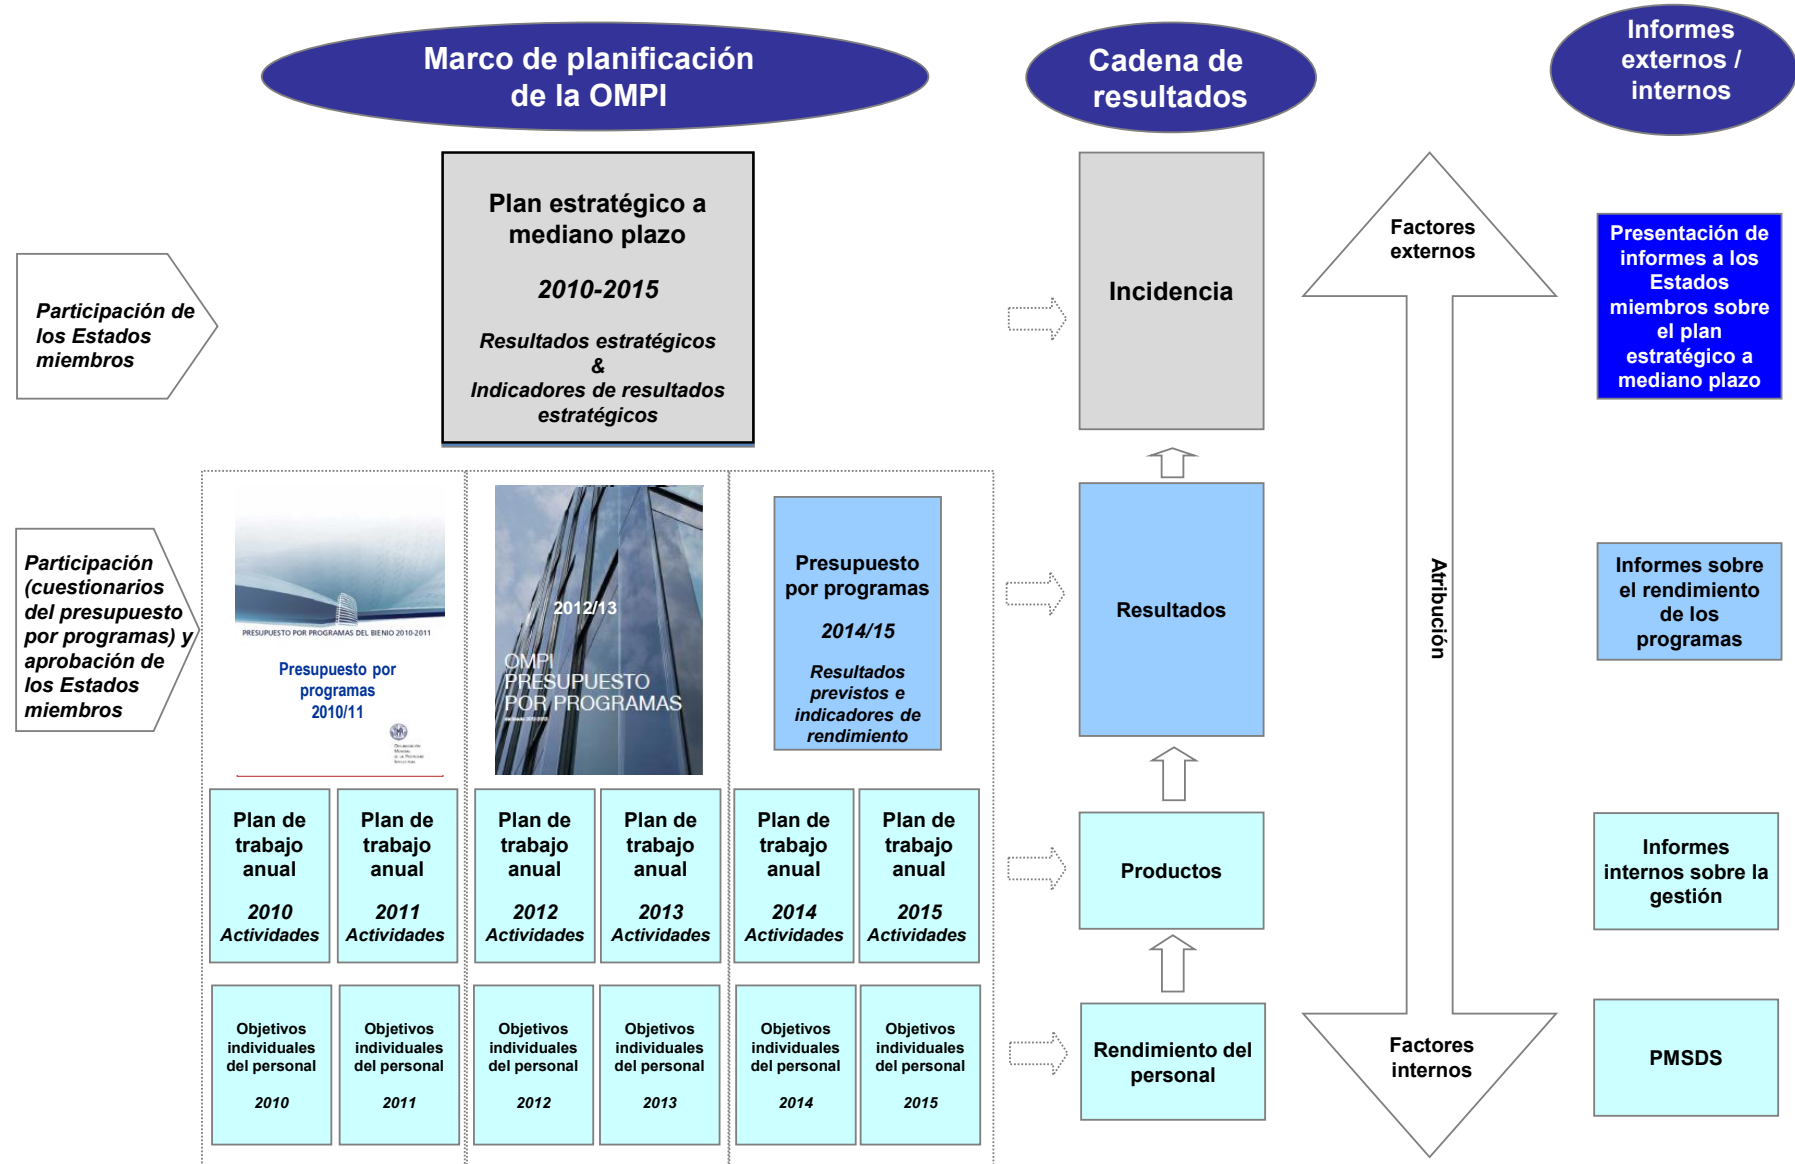 Marco de planificación
de la OMPI
Cadena de
resultados
Informes
externos /
internos
Plan estratégico a
mediano plazo
2010-2015
Resultados estratégicos
&
Indicadores de resultados
estratégicos
Participación de
los Estados
miembros
Incidencia
Factores
externos
Presentación de
informes a los
Estados
miembros sobre
el plan
estratégico a
mediano plazo
Participación
(cuestionarios
del presupuesto
por programas) y
aprobación de
los Estados
miembros
PRESUPUESTO POR PROGRAMAS DEL BIENIO 2010-2011
Presupuesto por
programas
2010/11
2012/13
OMPI
PRESUPUESTO
POR PROGRAMAS
Presupuesto
por programas
2014/15
Resultados
previstos e
indicadores de
rendimiento
Resultados
Atribución
Informes sobre
el rendimiento
de los
programas
Plan de
trabajo
anual
2010
Actividades
Plan de
trabajo
anual
2011
Actividades
Plan de
trabajo
anual
2012
Actividades
Plan de
trabajo
anual
2013
Actividades
Plan de
trabajo
anual
2014
Actividades
Plan de
trabajo
anual
2015
Actividades
Productos
Informes
internos sobre la
gestión
Objetivos
individuales
del personal
2010
Objetivos
individuales
del personal
2011
Objetivos
individuales
del personal
2012
Objetivos
individuales
del personal
2013
Objetivos
individuales
del personal
2014
Objetivos
individuales
del personal
2015
Rendimiento del
personal
Factores
internos
PMSDS